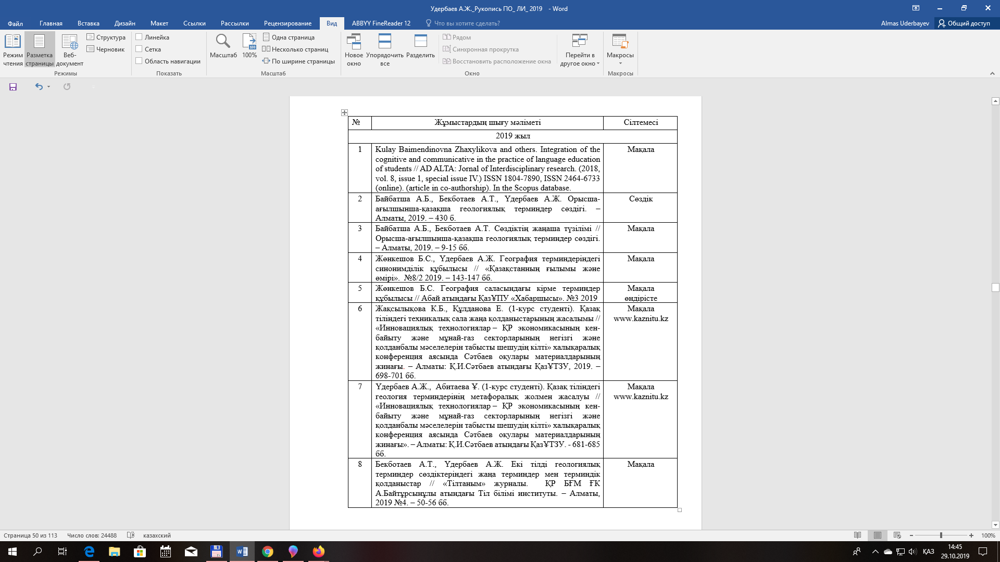 Удербаев А.Ж._Рукопись ПО_ ЛИ_ 2019 - Word
Файл Главная Вставка Дизайн Макет Ссылки Рассылки Рецензирование Вид ABBYY FineReader 12 Что вы хотите сделать? Almas Uderbayev Общий доступ
Режим чтения
Разметка страницы
Веб-документ
Структура
Черновик
Режимы
Линейка
Сетка
Область навигации
Показать
Масштаб
100%
Одна страница
Несколько страниц
По ширине страницы
Масштаб
Новое окно
Упорядочить все
Разделить
Рядом
Синхронная прокрутка
Восстановить расположение окна
Перейти в другое окно
Окно
Макросы
Макросы
№ Жұмыстардың шығу мәліметі Сілтемесі
2019 жыл
1 Kulay Baimendinovna Zhaxylikova and others. Integration of the Мақала
cognitive and communicative in the practice of language education
of students // AD ALTA: Jornal of Interdisciplinary research. (2018,
vol. 8, issue 1, special issue IV.) ISSN 1804-7890, ISSN 2464-6733
(online). (article in co-authorship). In the Scopus database.
2 Байбатша А.Б., Бекботаев А.Т., Үдербаев А.Ж. Орысша- Сөздік
ағылшынша-қазақша геологиялық терминдер сөздігі. –
Алматы, 2019. – 430 б.
3 Байбатша А.Б., Бекботаев А.Т. Сөздіктің жаңаша түзілімі // Мақала
Орысша-ағылшынша-қазақша геологиялық терминдер сөздігі.
– Алматы, 2019. – 9-15 бб.
4 Жөнкешов Б.С., Үдербаев А.Ж. География терминдеріндегі Мақала
синонимділік құбылысы // «Қазақстанның ғылымы және
өмірі». №8/2 2019. – 143-147 бб.
5 Жөнкешов Б.С. География саласындағы кірме терминдер Мақала
құбылысы // Абай атындағы ҚазҰПУ «Хабаршысы». №3 2019 өндірісте
6 Жақсылықова К.Б., Құлданова Е. (1-курс студенті). Қазақ Мақала
тіліндегі техникалық сала жаңа қолданыстарының жасалымы // www.kaznitu.kz
«Инновациялық технологиялар – ҚР экономикасының кен-
байыту және мұнай-газ секторларының негізгі және
қолданбалы мәселелерін табысты шешудің кілті» халықаралық
конференция аясында Сәтбаев оқулары материалдарының
жинағы. – Алматы: Қ.И.Сәтбаев атындағы ҚазҰТЗУ, 2019. –
698-701 бб.
7 Үдербаев А.Ж., Абитаева Ұ. (1-курс студенті). Қазақ тіліндегі Мақала
геология терминдерінің метафоралық жолмен жасалуы // www.kaznitu.kz
«Инновациялық технологиялар – ҚР экономикасының кен-
байыту және мұнай-газ секторларының негізгі және
қолданбалы мәселелерін табысты шешудің кілті» халықаралық
конференция аясында Сәтбаев оқулары материалдарының
жинағы». – Алматы: Қ.И.Сәтбаев атындағы ҚазҰТЗУ. - 681-685
бб.
8 Бекботаев А.Т., Үдербаев А.Ж. Екі тілді геологиялық Мақала
терминдер сөздіктеріндегі жаңа терминдер мен терминдік
қолданыстар // «Тілтаным» журналы. ҚР БҒМ ҒК
А.Байтұрсынұлы атындағы Тіл білімі институты. – Алматы,
2019 №4. – 50-56 бб.
Страница 50 из 113 Число слов: 24488 казахский 100%
ҚАЗ 14:45
29.10.2019